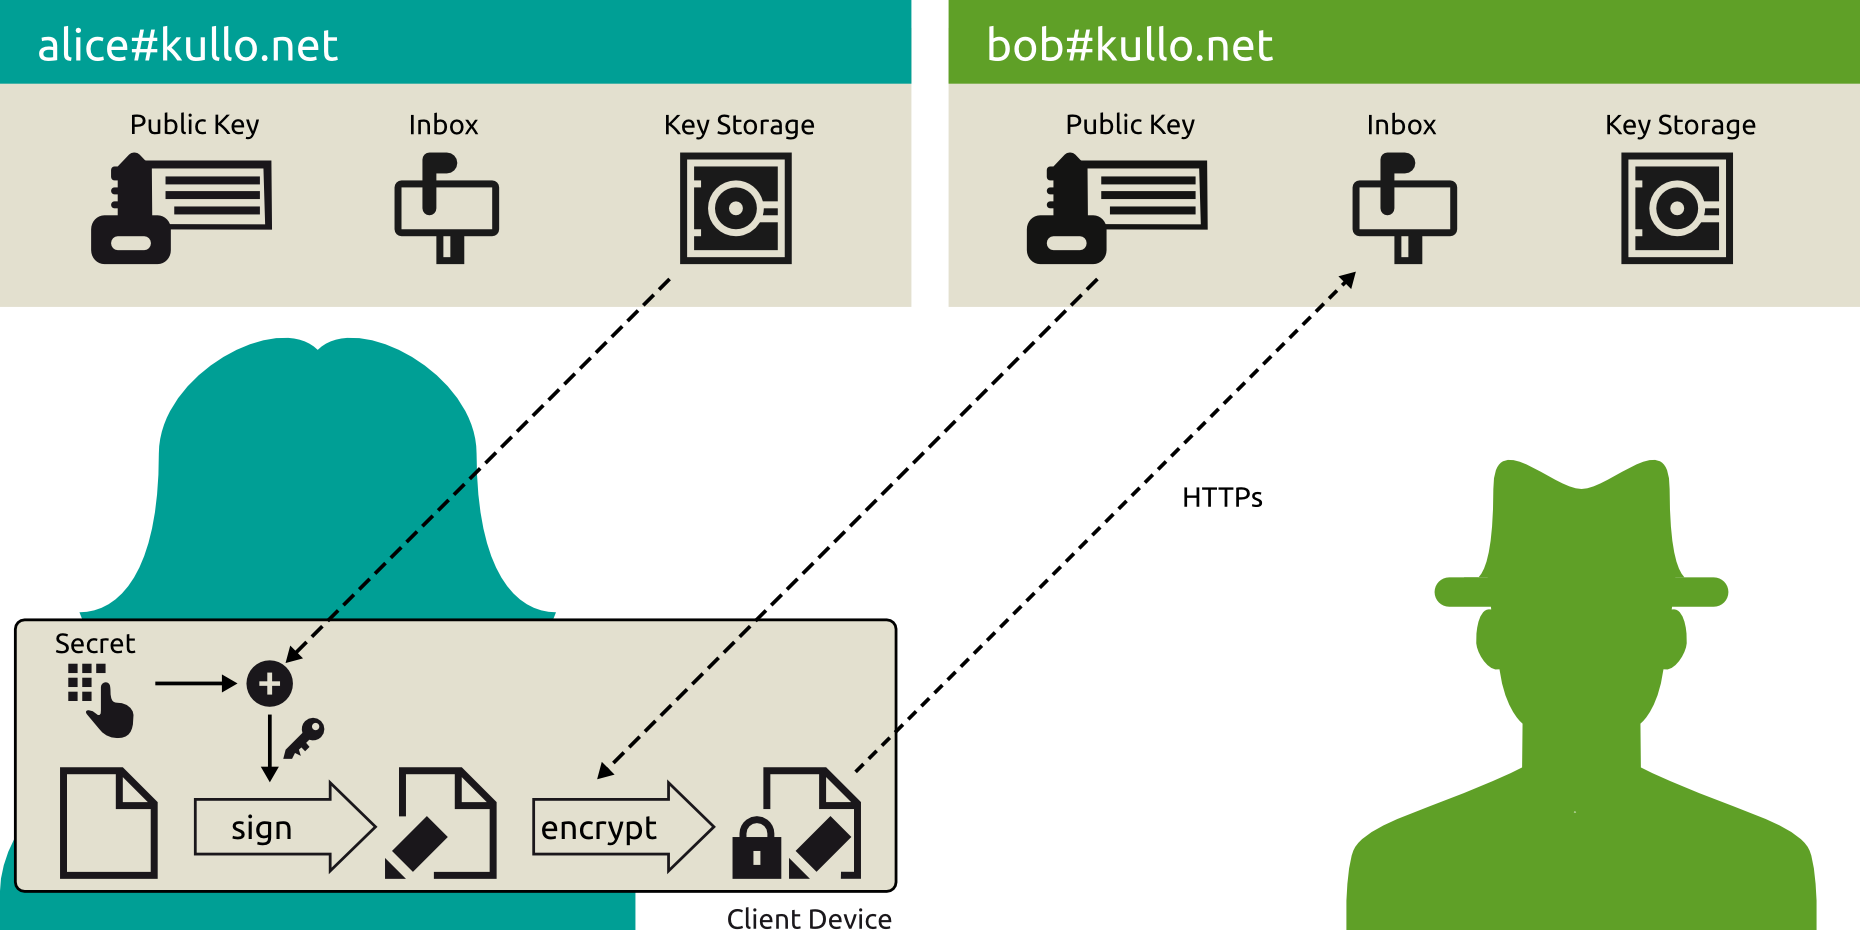 alice#kullo.net
bob#kullo.net
Public Key
Inbox
Key Storage
Public Key
Inbox
Key Storage
HTTPs
Secret
sign
encrypt
Client Device